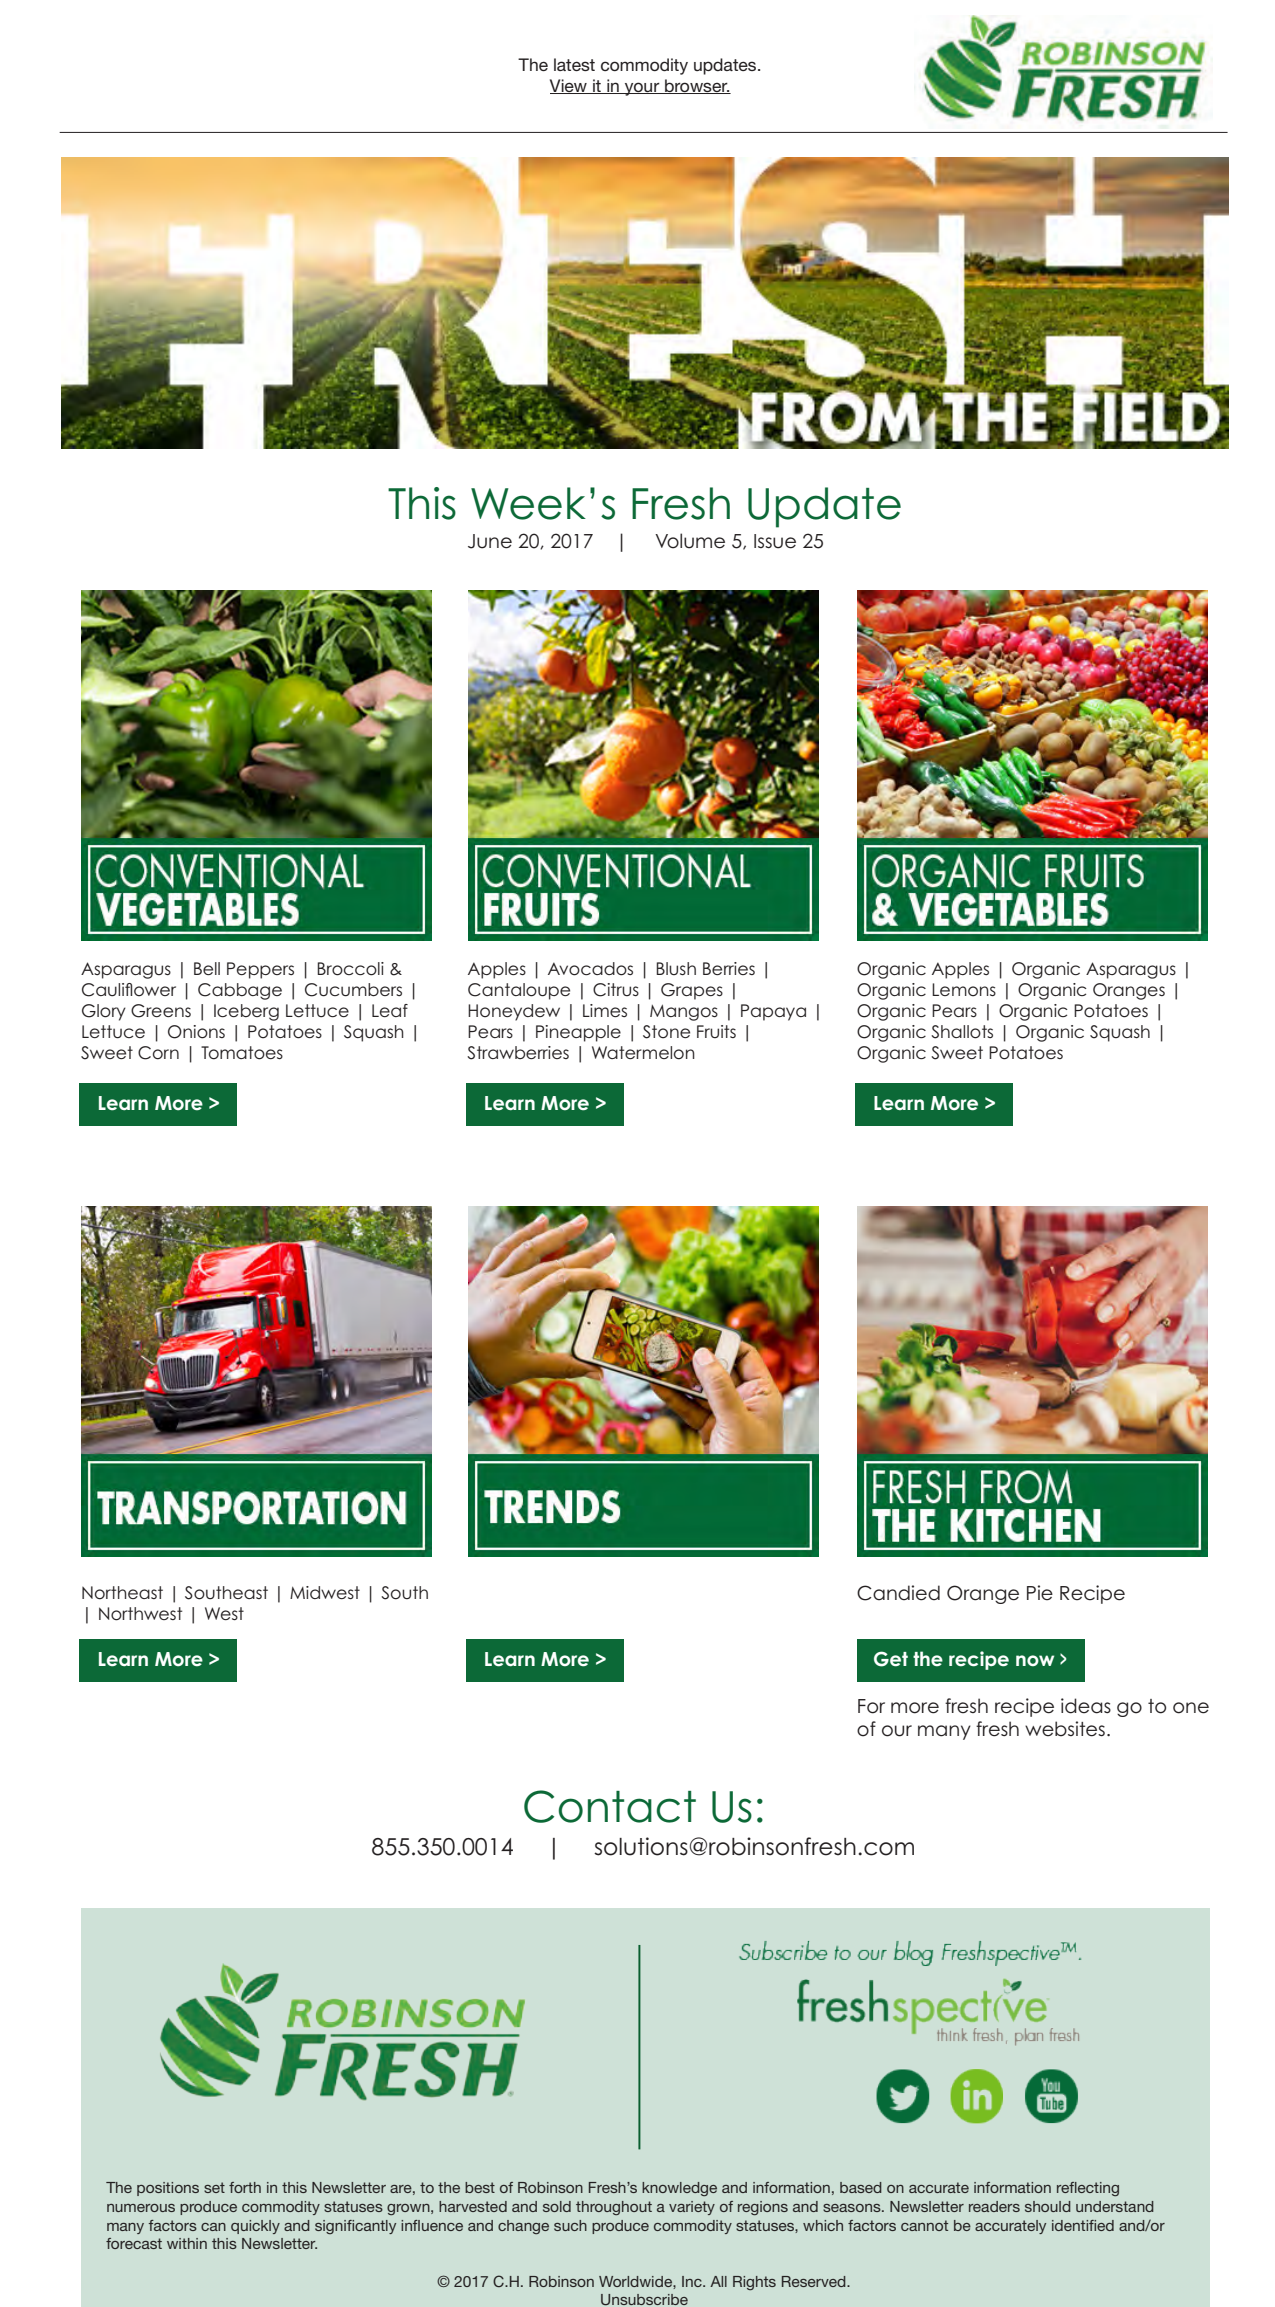 The latest commodity updates.
View it in your browser.
ROBINSON
FRESH
FRESH
FROM THE FIELD
This Week's Fresh Update
June 20, 2017 | Volume 5, Issue 25
CONVENTIONAL
VEGETABLES
Asparagus | Bell Peppers | Broccoli &
Cauliflower | Cabbage | Cucumbers |
Glory Greens | Iceberg Lettuce | Leaf
Lettuce | Onions | Potatoes | Squash |
Sweet Corn | Tomatoes
Learn More >
CONVENTIONAL
FRUITS
Apples | Avocados | Blush Berries |
Cantaloupe | Citrus | Grapes |
Honeydew | Limes | Mangos | Papaya |
Pears | Pineapple | Stone Fruits |
Strawberries | Watermelon
Learn More >
ORGANIC FRUITS
& VEGETABLES
Organic Apples | Organic Asparagus |
Organic Lemons | Organic Oranges |
Organic Pears | Organic Potatoes |
Organic Shallots | Organic Squash |
Organic Sweet Potatoes
Learn More >
TRANSPORTATION
Northeast | Southeast | Midwest | South
| Northwest | West
Learn More >
TRENDS
Learn More >
FRESH FROM
THE KITCHEN
Candied Orange Pie Recipe
Get the recipe now ›
For more fresh recipe ideas go to one
of our many fresh websites.
Contact Us:
855.350.0014 | solutions@robinsonfresh.com
ROBINSON
FRESH
Subscribe to our blog Freshspective™.
freshspective
think fresh, plan fresh
in
You
Tube
The positions set forth in this Newsletter are, to the best of Robinson Fresh's knowledge and information, based on accurate information reflecting
numerous produce commodity statuses grown, harvested and sold throughout a variety of regions and seasons. Newsletter readers should understand
many factors can quickly and significantly influence and change such produce commodity statuses, which factors cannot be accurately identified and/or
forecast within this Newsletter.
© 2017 C.H. Robinson Worldwide, Inc. All Rights Reserved.
Unsubscribe